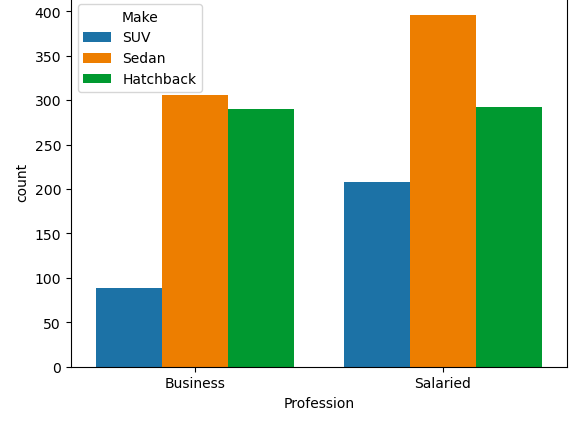 400
350
300
250
200
150
100
50
0
count
Make
SUV
Sedan
Hatchback
Business
Salaried
Profession